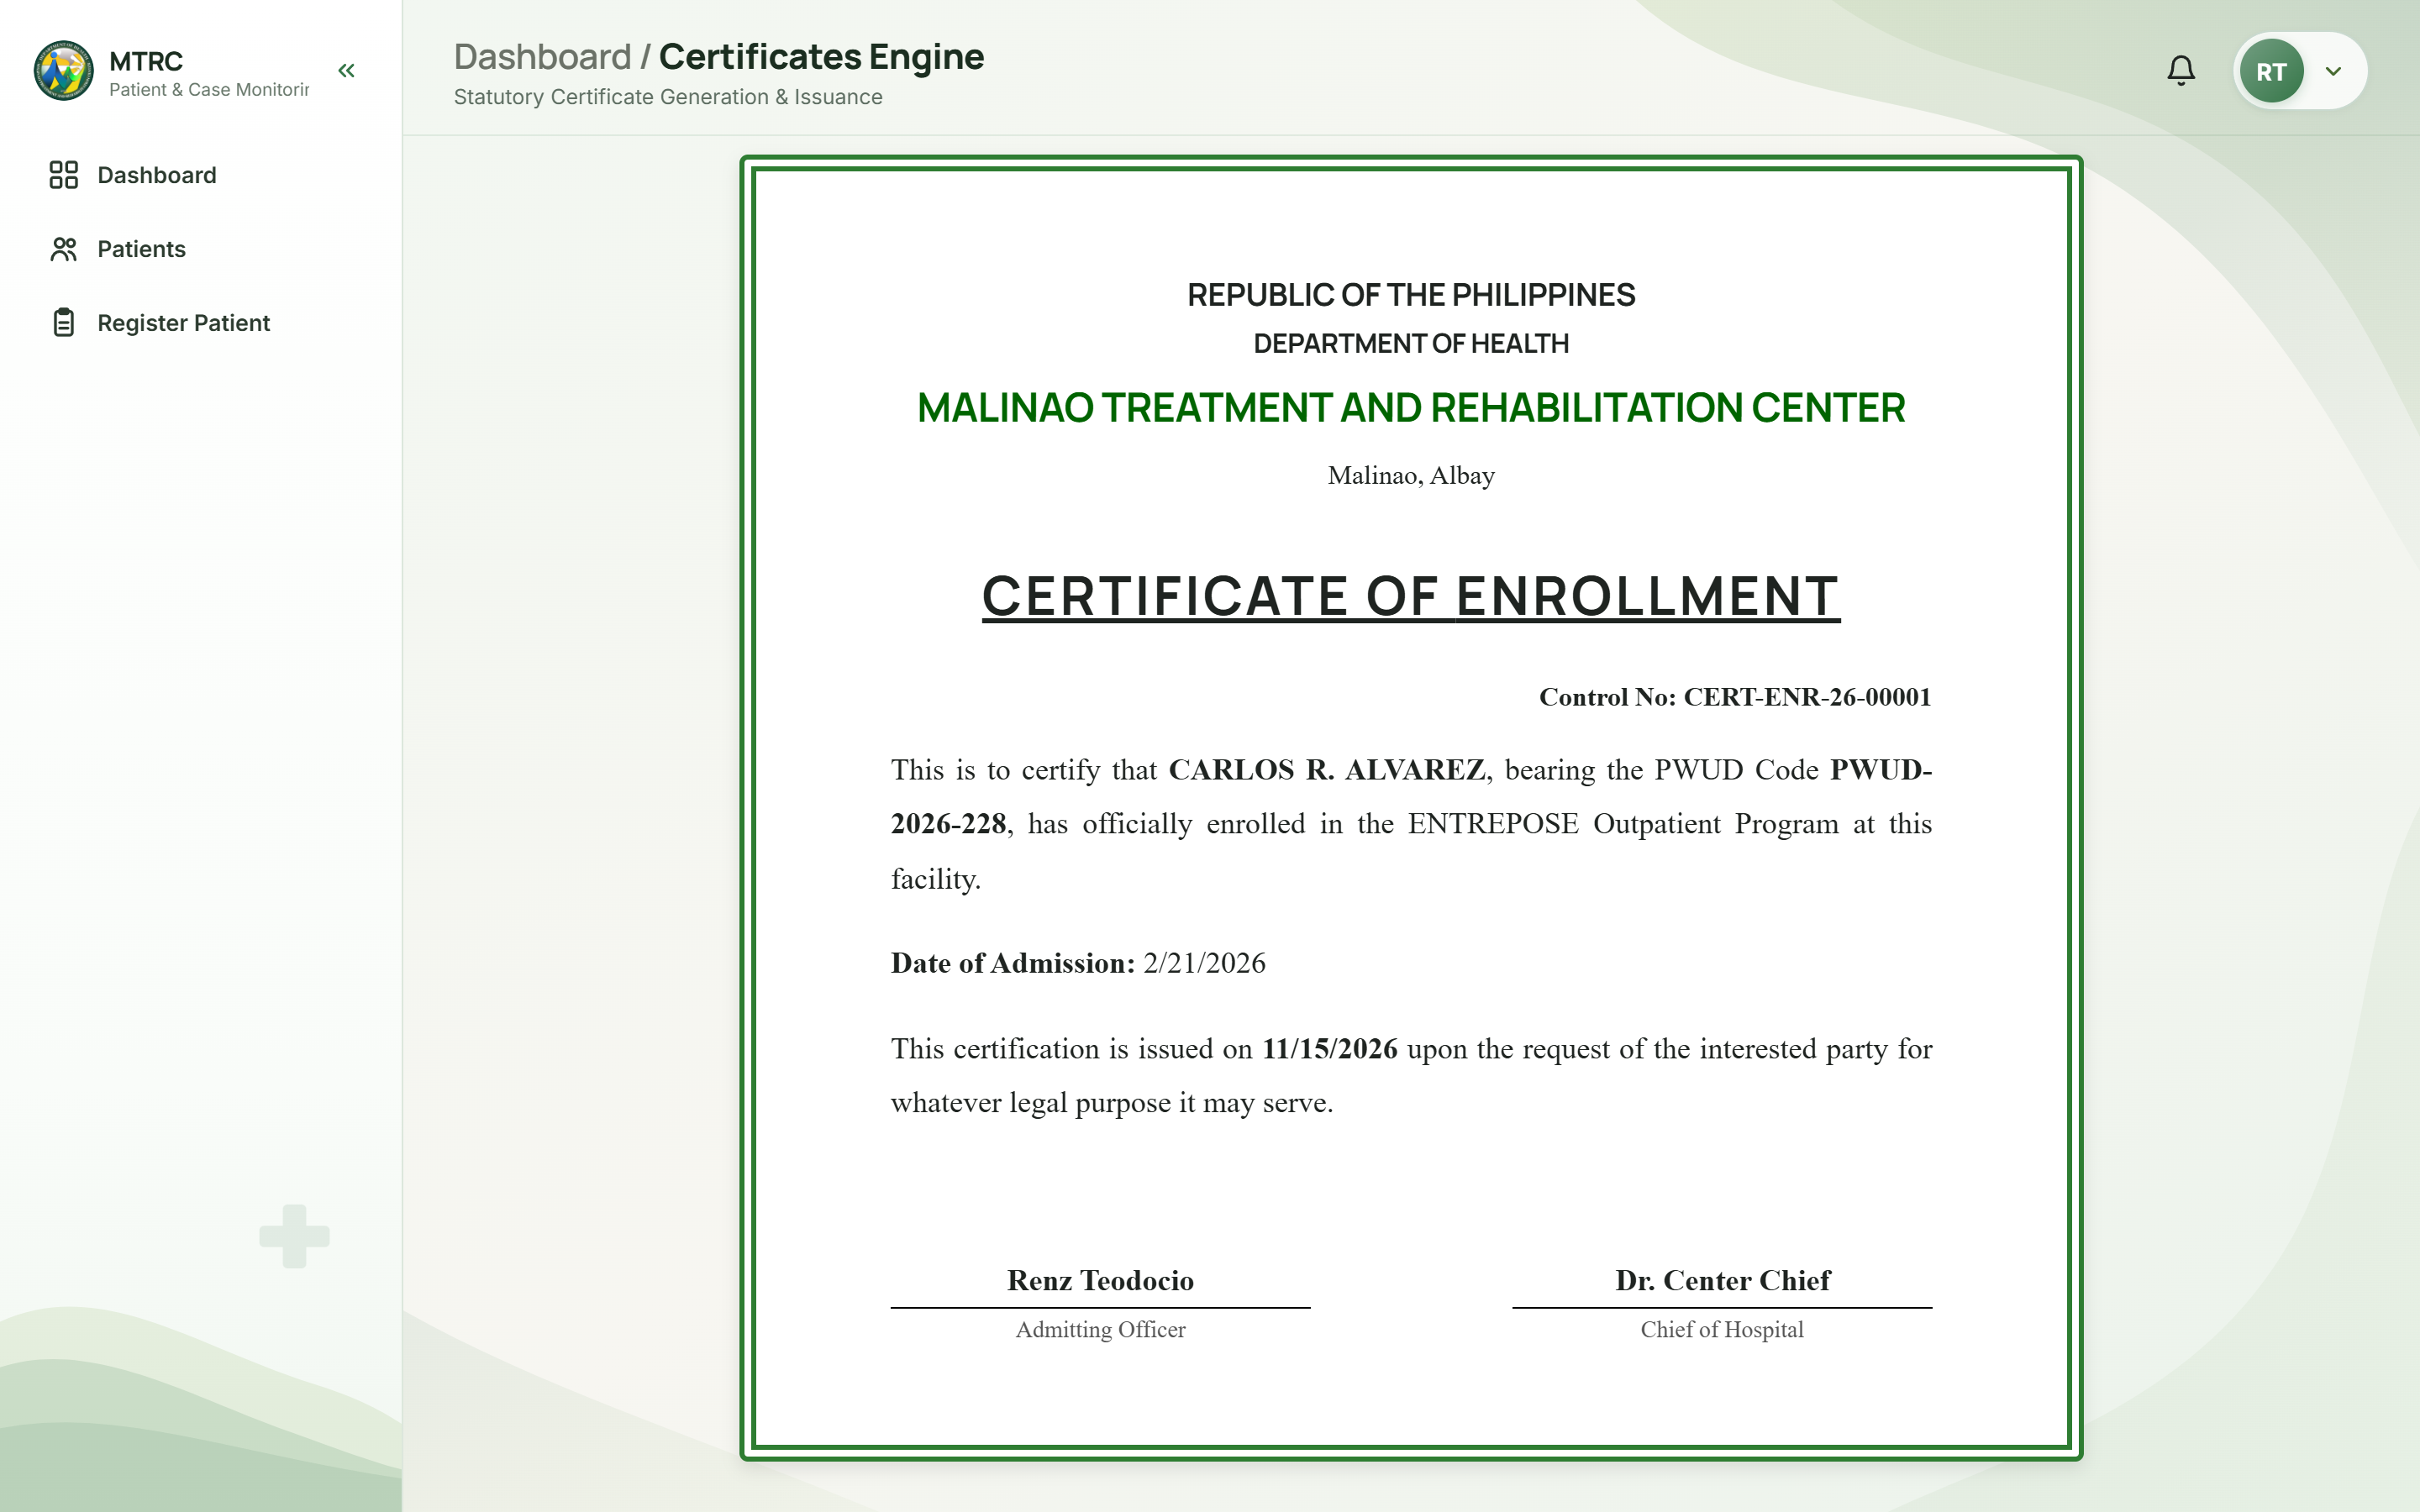 MTRC
Patient & Case Monitorir
Dashboard
Patients
Register Patient
Dashboard / Certificates Engine
Statutory Certificate Generation & Issuance
RT
REPUBLIC OF THE PHILIPPINES
DEPARTMENT OF HEALTH
MALINAO TREATMENT AND REHABILITATION CENTER
Malinao, Albay
CERTIFICATE OF ENROLLMENT
Control No: CERT-ENR-26-00001
This is to certify that CARLOS R. ALVAREZ, bearing the PWUD Code PWUD-
2026-228, has officially enrolled in the ENTREPOSE Outpatient Program at this
facility.
Date of Admission: 2/21/2026
This certification is issued on 11/15/2026 upon the request of the interested party for
whatever legal purpose it may serve.
Renz Teodocio
Admitting Officer
Dr. Center Chief
Chief of Hospital